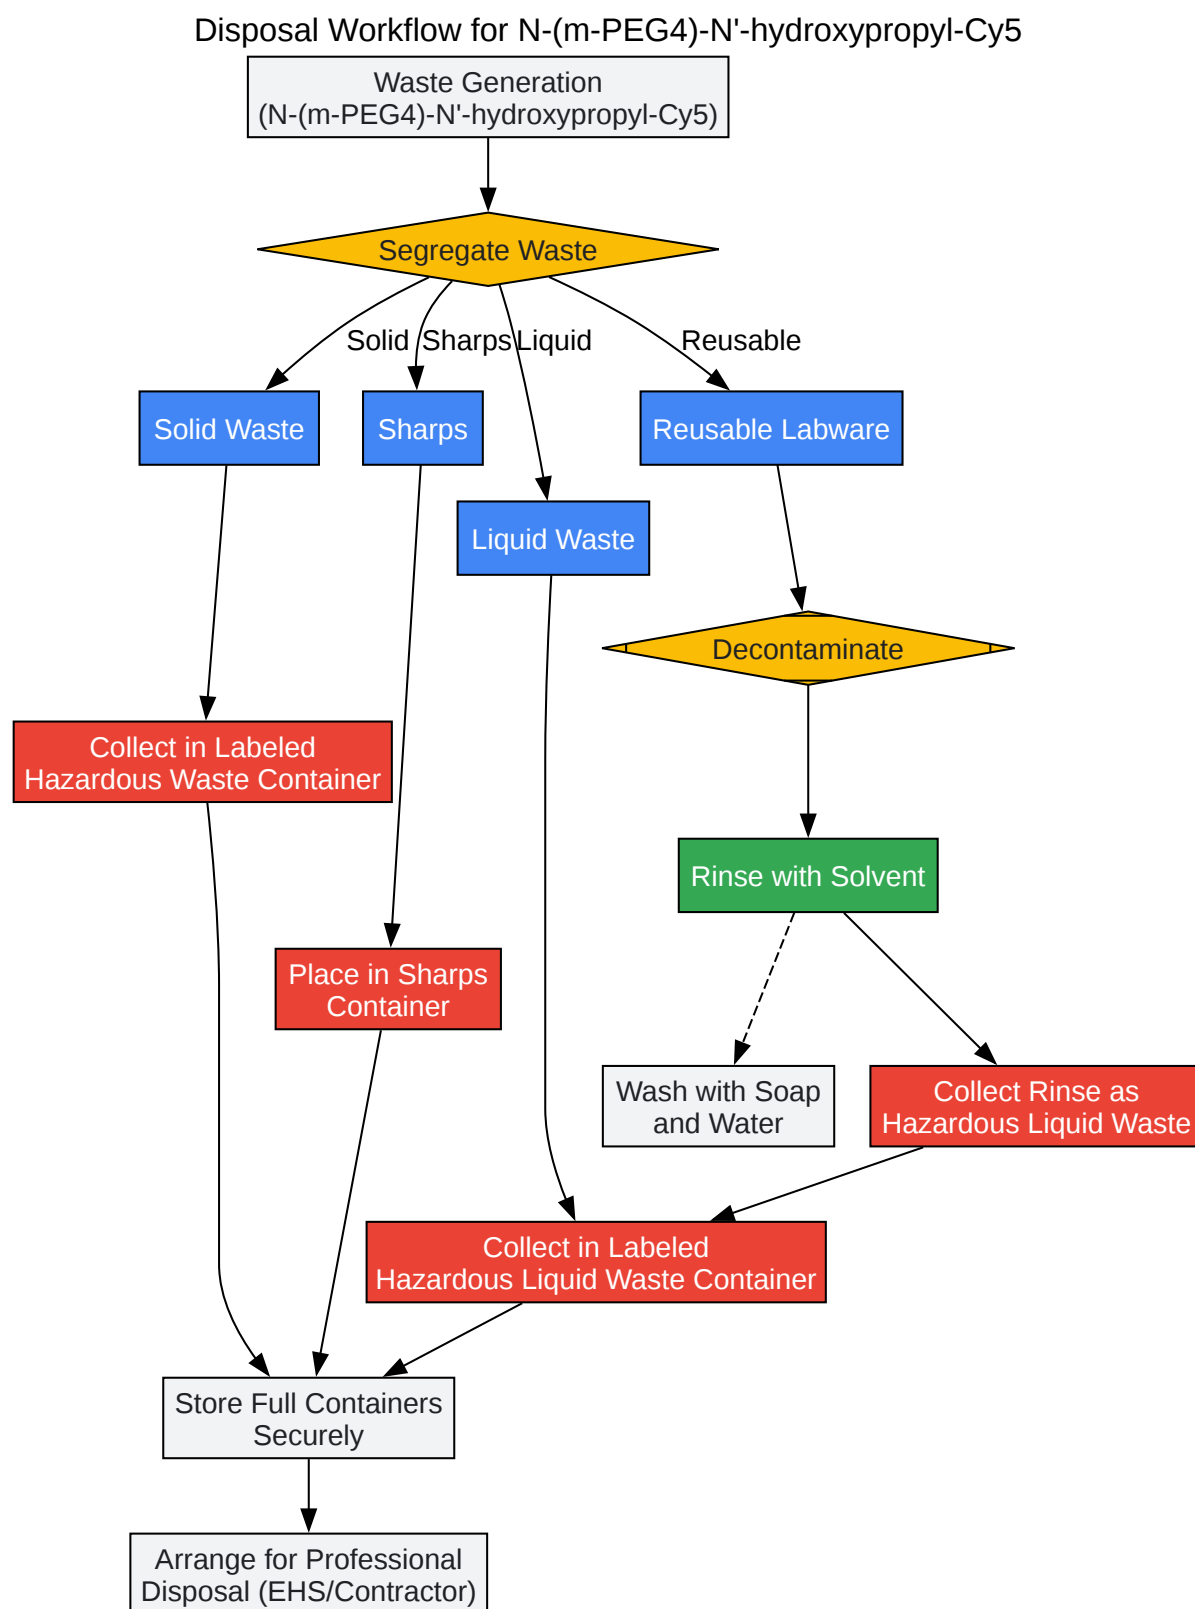 Disposal Workflow for N-(m-PEG4)-N'-hydroxypropyl-Cy5
Waste Generation
(N-(m-PEG4)-N'-hydroxypropyl-Cy5)
Segregate Waste
Solid
Sharps
Liquid
Reusable
Solid Waste
Sharps
Reusable Labware
Liquid Waste
Decontaminate
Collect in Labeled
Hazardous Waste Container
Rinse with Solvent
Place in Sharps
Container
Wash with Soap
and Water
Collect Rinse as
Hazardous Liquid Waste
Collect in Labeled
Hazardous Liquid Waste Container
Store Full Containers
Securely
Arrange for Professional
Disposal (EHS/Contractor)